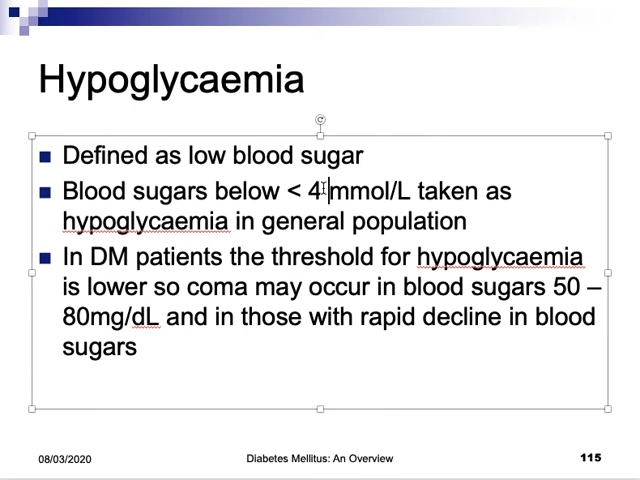 Hypoglycaemia
Defined as low blood sugar
Blood sugars below < 4 mmol/L taken as
hypoglycaemia in general population
In DM patients the threshold for hypoglycaemia
is lower so coma may occur in blood sugars 50 –
80mg/dL and in those with rapid decline in blood
sugars
08/03/2020
Diabetes Mellitus: An Overview
115